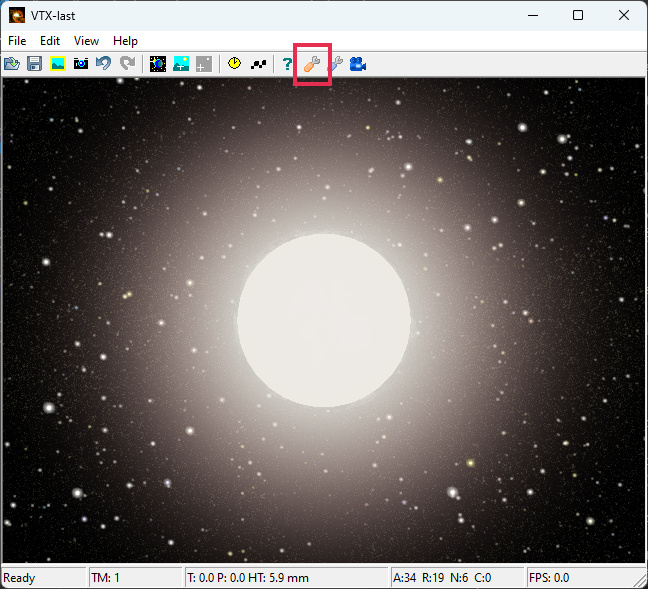 VTX-last
File Edit View Help
?
Ready TM: 1 T: 0.0 P: 0.0 HT: 5.9 mm A:34 R:19 N:6 C:0 FPS: 0.0